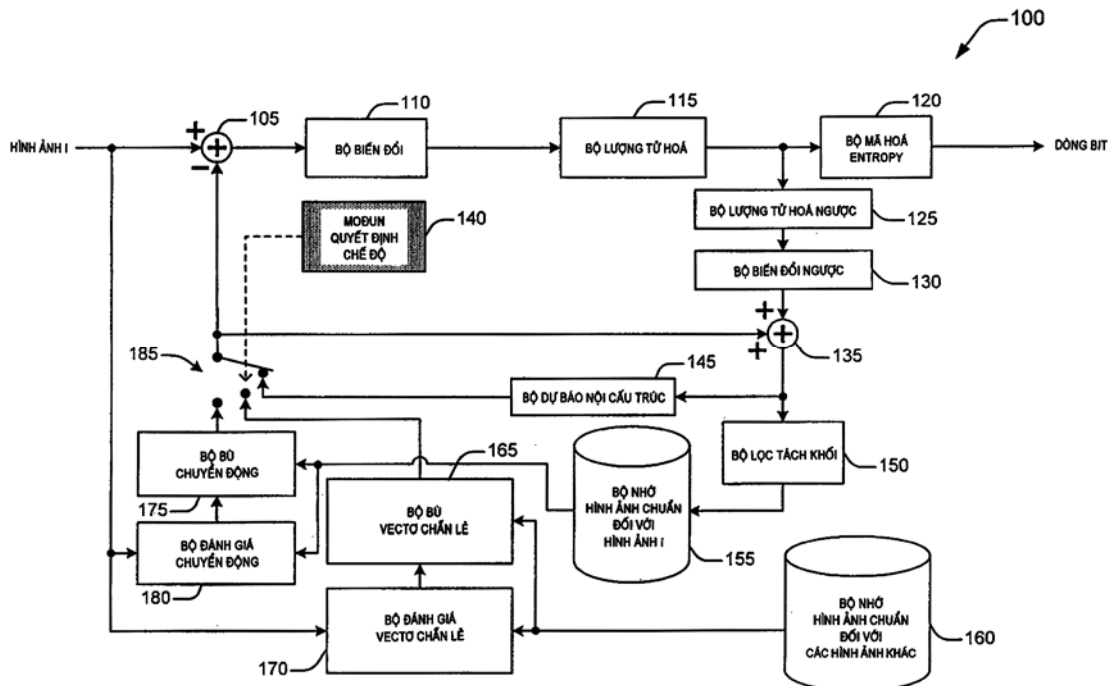 100
105
110
115
120
HÌNH ẢNH I
+
+
−
BỘ BIẾN ĐỔI
BỘ LƯỢNG TỬ HOÁ
BỘ MÃ HOÁ
ENTROPY
DÒNG BIT
MOĐUN
QUYẾT ĐỊNH
CHẾ ĐỘ
140
BỘ LƯỢNG TỬ HOÁ NGƯỢC
125
BỘ BIẾN ĐỔI NGƯỢC
130
+
+
+
135
185
145
BỘ DỰ BÁO NỘI CẤU TRÚC
BỘ LỌC TÁCH KHỐI
150
BỘ BÙ
CHUYỂN ĐỘNG
175
165
BỘ BÙ
VECTƠ CHẴN LẺ
BỘ NHỚ
HÌNH ẢNH CHUẨN
ĐỐI VỚI
HÌNH ẢNH i
155
BỘ ĐÁNH GIÁ
CHUYỂN ĐỘNG
180
BỘ ĐÁNH GIÁ
VECTƠ CHẴN LẺ
170
BỘ NHỚ
HÌNH ẢNH CHUẨN
ĐỐI VỚI
CÁC HÌNH ẢNH KHÁC
160